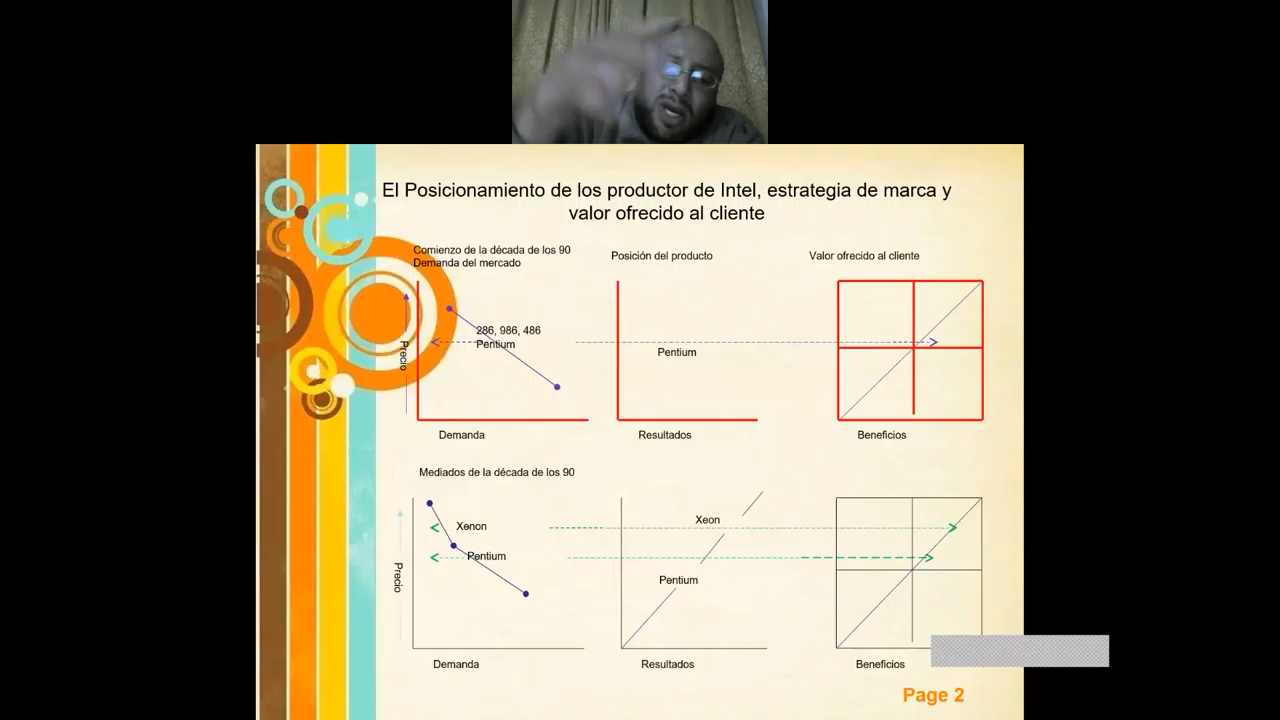 El Posicionamiento de los productor de Intel, estrategia de marca y
valor ofrecido al cliente
Comienzo de la década de los 90
Demanda del mercado
Posición del producto
Valor ofrecido al cliente
Precio
286, 986, 486
Pentium
Pentium
Demanda
Resultados
Beneficios
Mediados de la década de los 90
Precio
Xenon
Pentium
Xeon
Pentium
Demanda
Resultados
Beneficios
Page 2